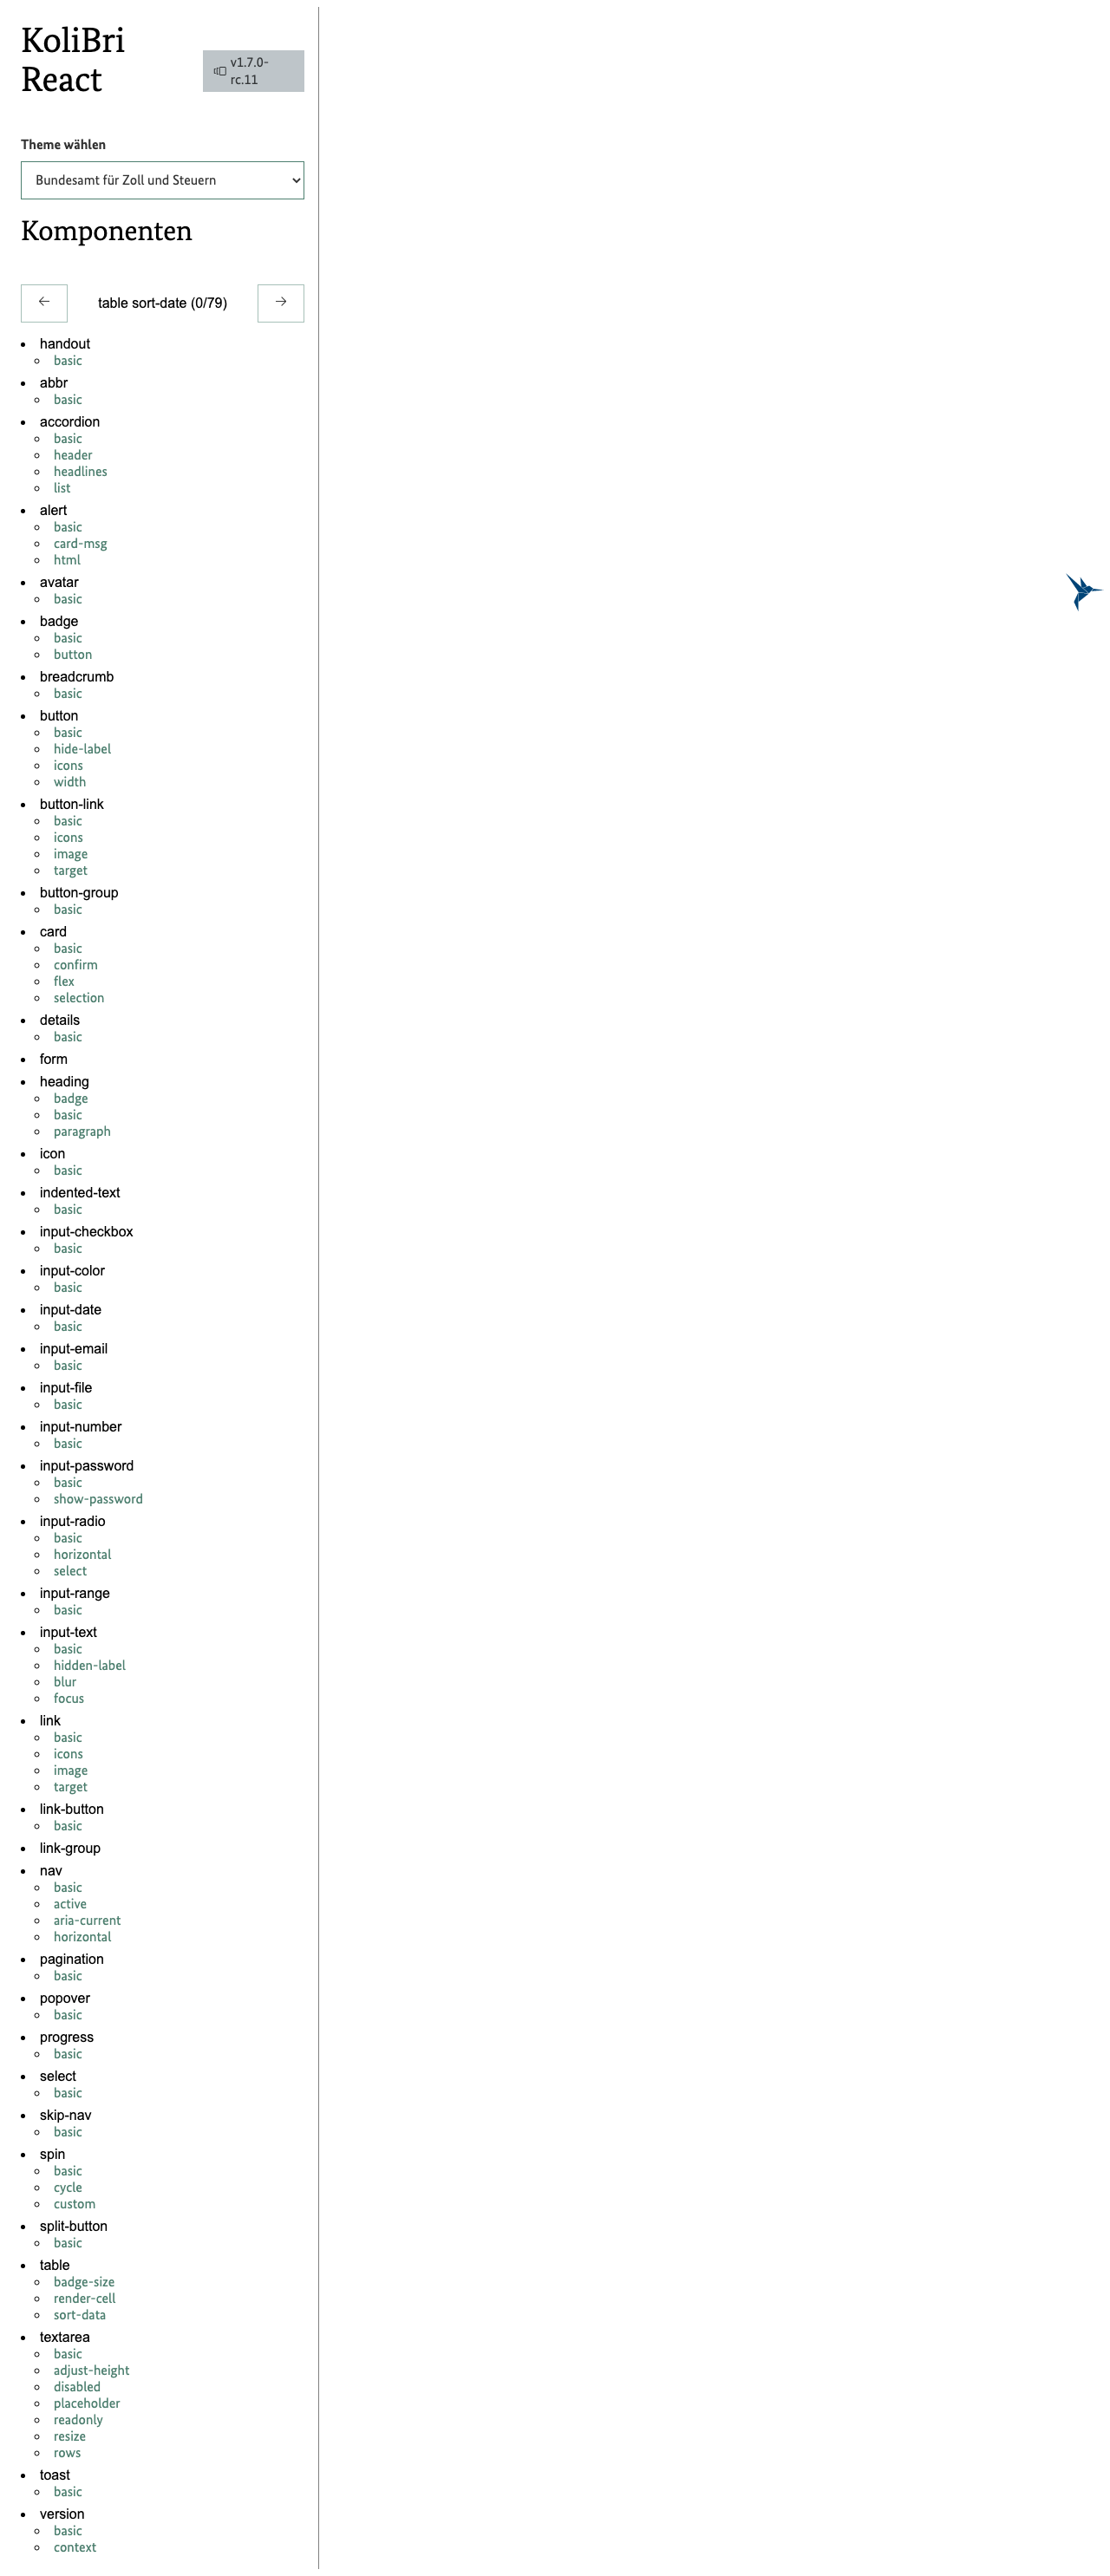 KoliBri
React
v1.7.0-
rc.11
Theme wählen
Bundesamt für Zoll und Steuern
Komponenten
table sort-date (0/79)
handout
basic
abbr
basic
accordion
basic
header
headlines
list
alert
basic
card-msg
html
avatar
basic
badge
basic
button
breadcrumb
basic
button
basic
hide-label
icons
width
button-link
basic
icons
image
target
button-group
basic
card
basic
confirm
flex
selection
details
basic
form
heading
badge
basic
paragraph
icon
basic
indented-text
basic
input-checkbox
basic
input-color
basic
input-date
basic
input-email
basic
input-file
basic
input-number
basic
input-password
basic
show-password
input-radio
basic
horizontal
select
input-range
basic
input-text
basic
hidden-label
blur
focus
link
basic
icons
image
target
link-button
basic
link-group
nav
basic
active
aria-current
horizontal
pagination
basic
popover
basic
progress
basic
select
basic
skip-nav
basic
spin
basic
cycle
custom
split-button
basic
table
badge-size
render-cell
sort-data
textarea
basic
adjust-height
disabled
placeholder
readonly
resize
rows
toast
basic
version
basic
context